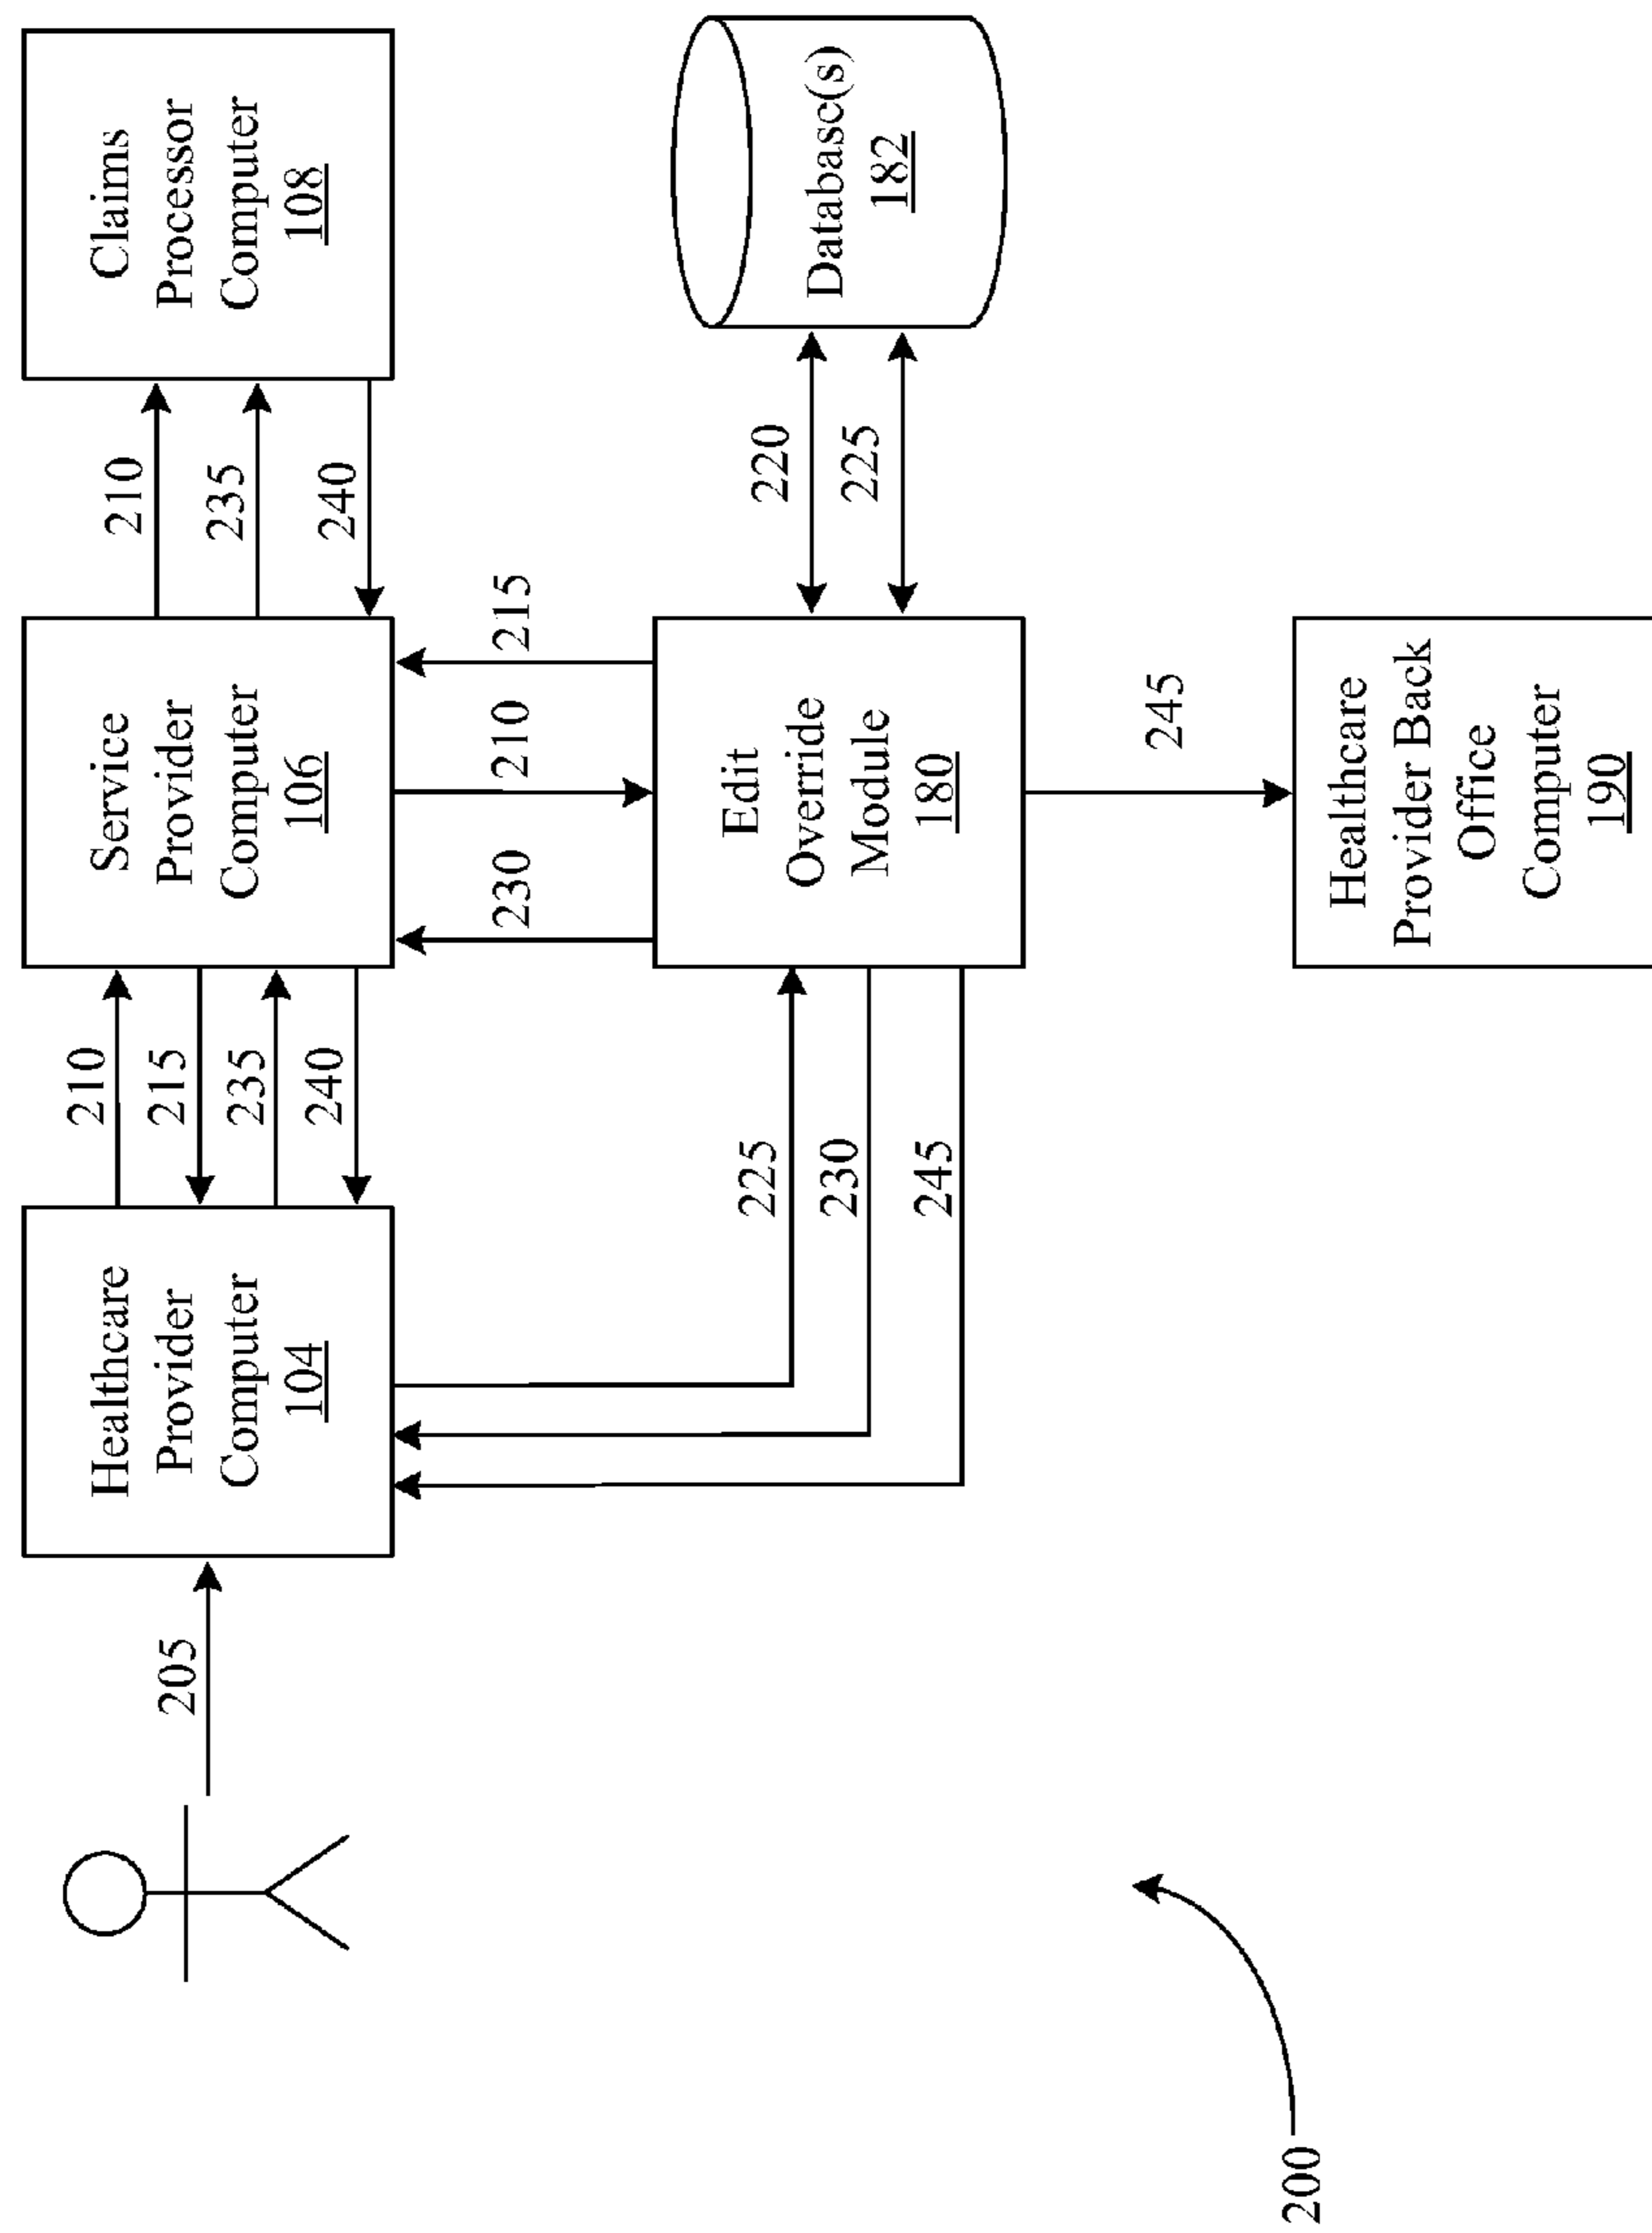 205
Healthcare
Provider
Computer
104
210
215
235
240
Service
Provider
Computer
106
210
235
240
Claims
Processor
Computer
108
230
210
215
225
230
245
Edit
Override
Module
180
220
225
Database(s)
182
245
200
Healthcare
Provider Back
Office
Computer
190